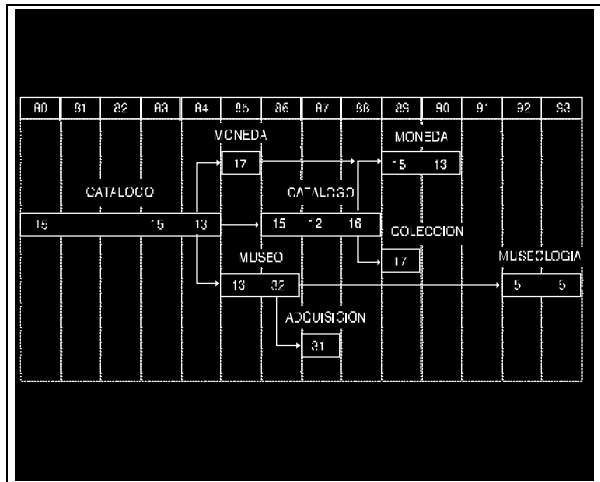 80 81 82 83 84 85 86 87 88 89 90 91 92 93
MONEDA MONEDA
17 15 13
CATALOGO CATALOGO
15 15 13 15 12 16
COLECCION
17
MUSEO MUSEOLOGIA
13 32 5 5
ADQUISICION
31